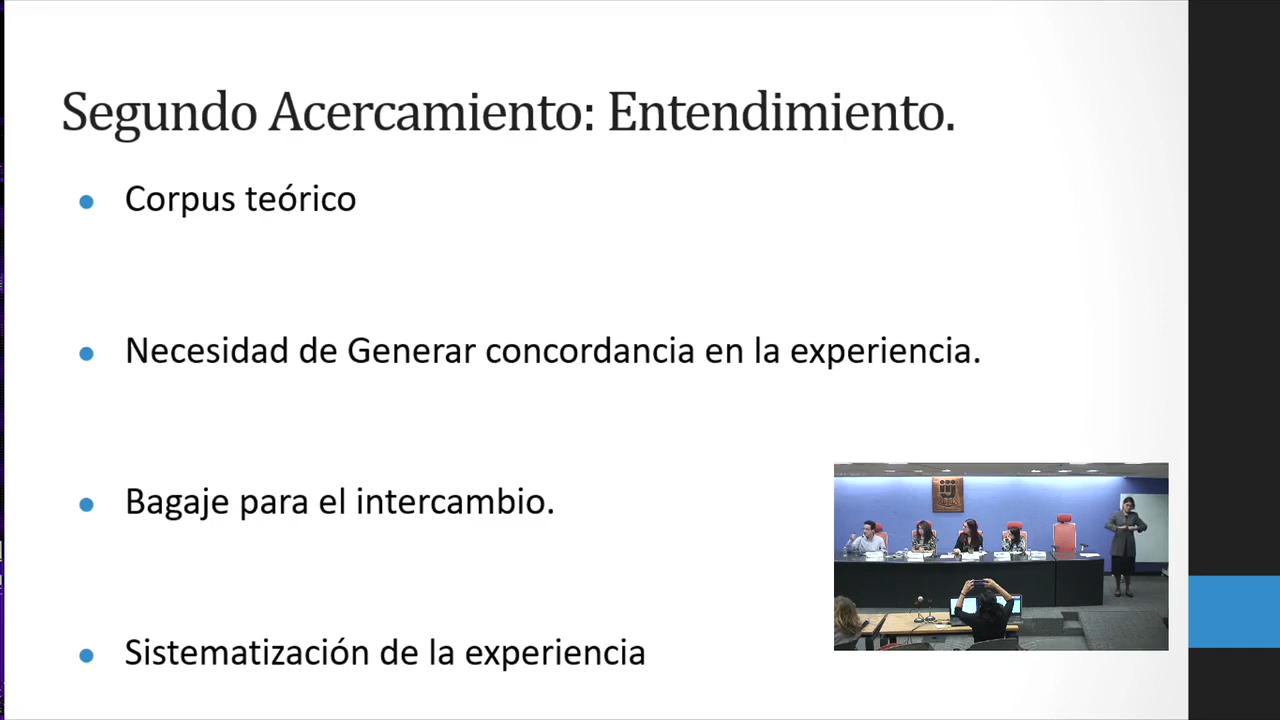 Segundo Acercamiento: Entendimiento.
Corpus teórico
Necesidad de Generar concordancia en la experiencia.
Bagaje para el intercambio.
Sistematización de la experiencia